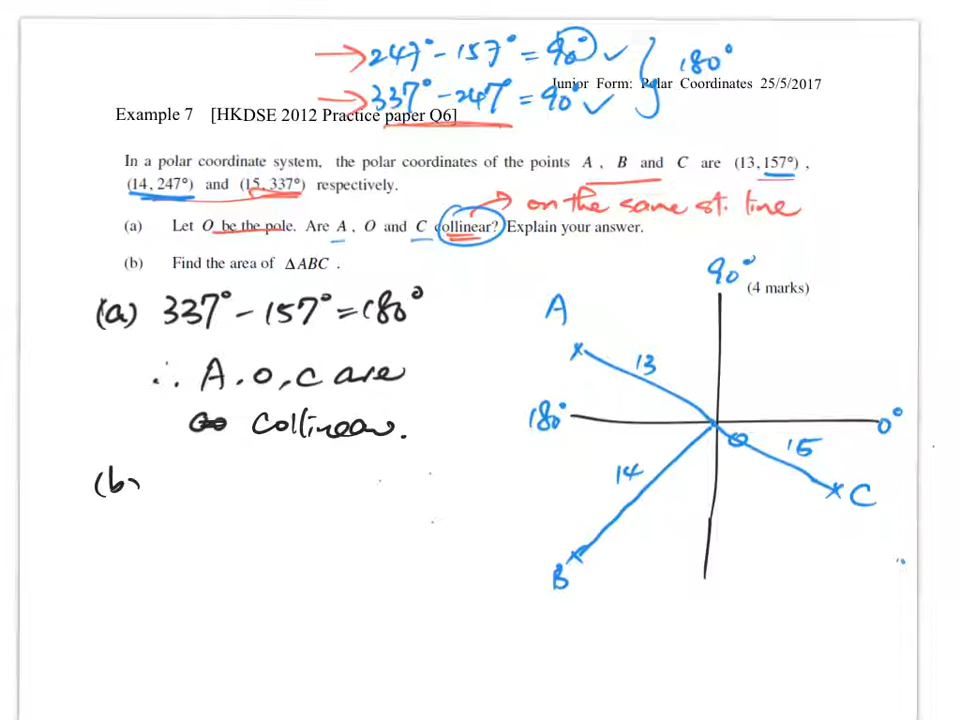 → 247° - 157° = 90° ✓ } 180°
Junior Form: Polar Coordinates 25/5/2017
→ 337° - 247° = 90° ✓
Example 7 [HKDSE 2012 Practice paper Q6]
In a polar coordinate system, the polar coordinates of the points A, B and C are (13,157°),
(14,247°) and (15,337°) respectively.
→ on the same st. line
(a) Let O be the pole. Are A, O and C collinear? Explain your answer.
(b) Find the area of ΔABC.
90°
(4 marks)
(a) 337° - 157° = 180°
A
13
∴ A, O, C are
180°
0°
collinear.
O
15
14
(b)
C
B